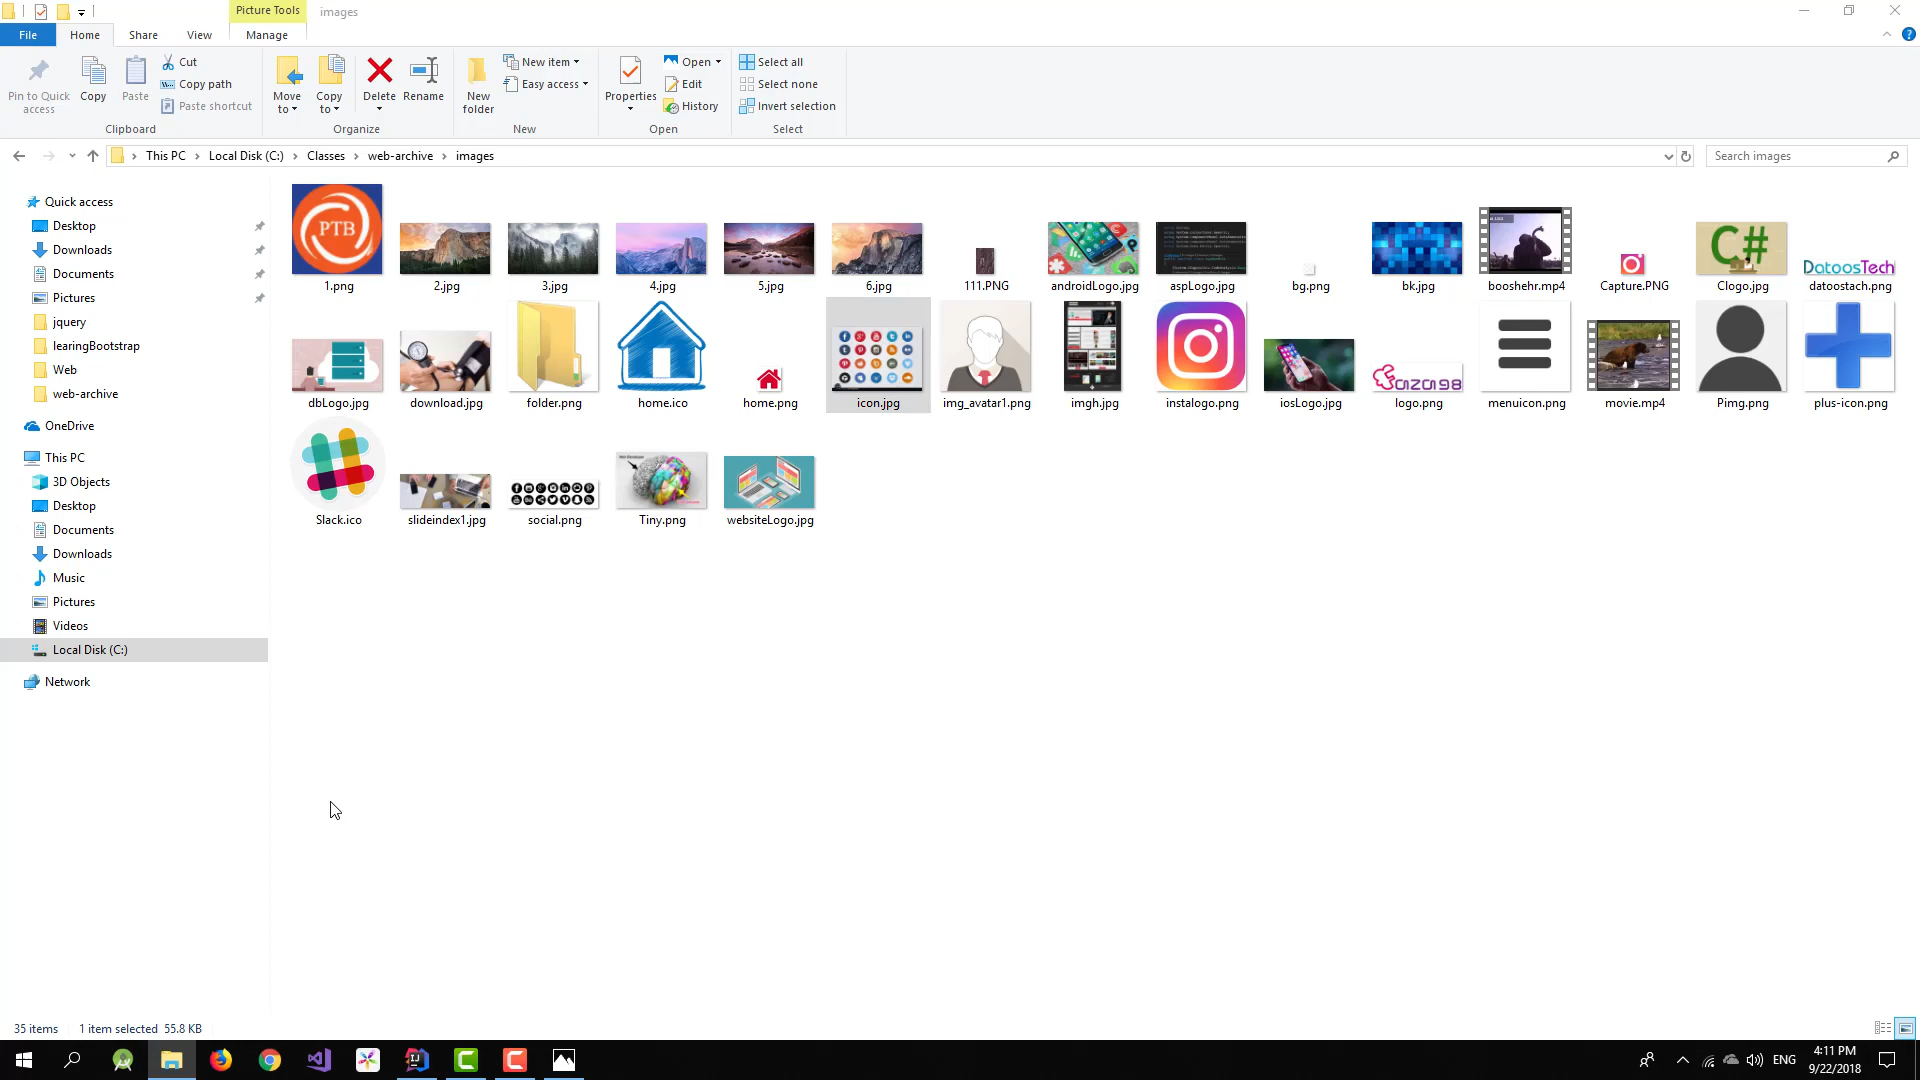 Picture Tools
images
File
Home
Share
View
Manage
Pin to Quick access
Copy
Paste
Cut
Copy path
Paste shortcut
Clipboard
Move to
Copy to
Delete
Rename
Organize
New folder
New item
Easy access
New
Properties
Open
Edit
History
Open
Select all
Select none
Invert selection
Select
This PC
Local Disk (C:)
Classes
web-archive
images
Search images
Quick access
Desktop
Downloads
Documents
Pictures
jquery
learingBootstrap
Web
web-archive
OneDrive
This PC
3D Objects
Desktop
Documents
Downloads
Music
Pictures
Videos
Local Disk (C:)
Network
PTB
C#
DatoosTech
1.png
2.jpg
3.jpg
4.jpg
5.jpg
6.jpg
111.PNG
androidLogo.jpg
aspLogo.jpg
bg.png
bk.jpg
booshehr.mp4
Capture.PNG
Clogo.jpg
datoostach.png
dbLogo.jpg
download.jpg
folder.png
home.ico
home.png
icon.jpg
img_avatar1.png
imgh.jpg
instalogo.png
iosLogo.jpg
logo.png
menuicon.png
movie.mp4
Pimg.png
plus-icon.png
Slack.ico
slideindex1.jpg
social.png
Tiny.png
websiteLogo.jpg
35 items
1 item selected 55.8 KB
ENG
4:11 PM
9/22/2018